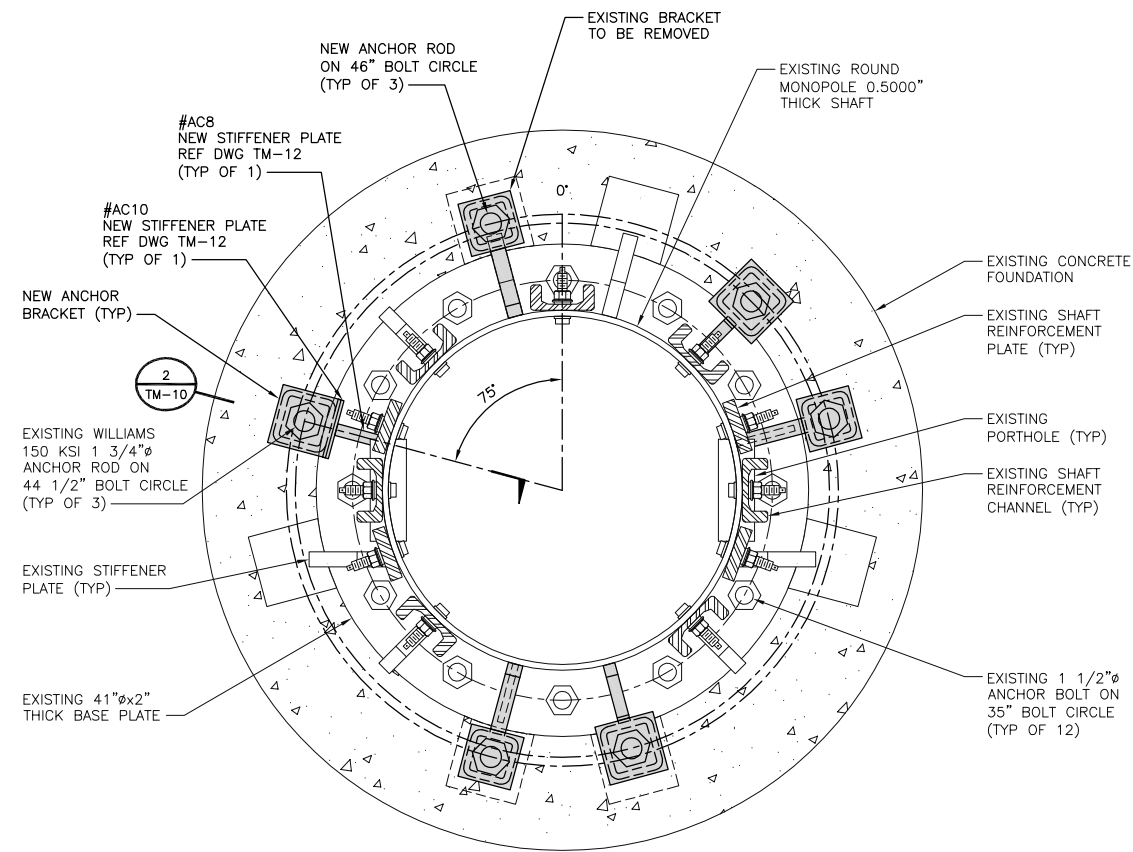 EXISTING BRACKET
TO BE REMOVED
NEW ANCHOR ROD
ON 46" BOLT CIRCLE
(TYP OF 3)
EXISTING ROUND
MONOPOLE 0.5000"
THICK SHAFT
#AC8
NEW STIFFENER PLATE
REF DWG TM-12
(TYP OF 1)
0°
#AC10
NEW STIFFENER PLATE
REF DWG TM-12
(TYP OF 1)
EXISTING CONCRETE
FOUNDATION
NEW ANCHOR
BRACKET (TYP)
EXISTING SHAFT
REINFORCEMENT
PLATE (TYP)
2
TM-10
75°
EXISTING
PORTHOLE (TYP)
EXISTING WILLIAMS
150 KSI 1 3/4"ø
ANCHOR ROD ON
44 1/2" BOLT CIRCLE
(TYP OF 3)
EXISTING SHAFT
REINFORCEMENT
CHANNEL (TYP)
EXISTING STIFFENER
PLATE (TYP)
EXISTING 41"øx2"
THICK BASE PLATE
EXISTING 1 1/2"ø
ANCHOR BOLT ON
35" BOLT CIRCLE
(TYP OF 12)